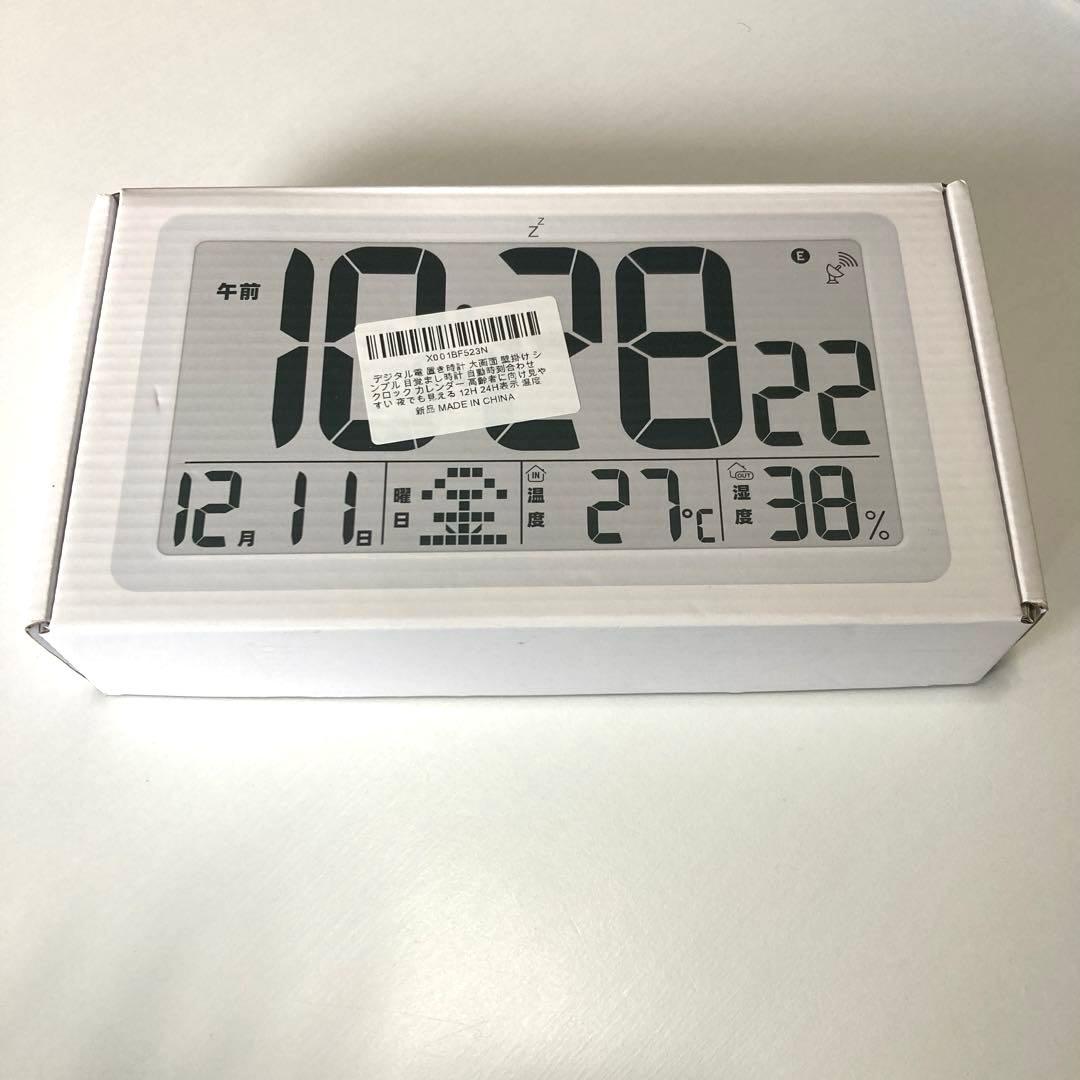 Zz
午前 10:28 22
E
X001BF523N
デジタル電 置き時計 大画面 壁掛け シ
ンプル 目覚まし時計 自動時刻合わせ
クロック カレンダー 高齢者に向け 見や
すい 夜でも見える 12H 24H表示 温度
新品 MADE IN CHINA
12月 11日 曜日 金 IN 温度 27℃ OUT 湿度 38%